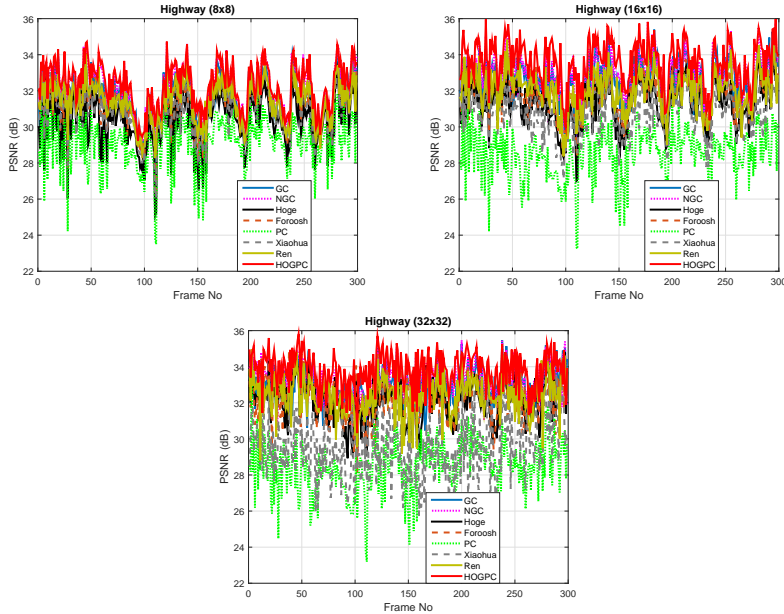 Highway (8x8)
PSNR (dB)
36
34
32
30
28
26
24
22
0 50 100 150 200 250 300
Frame No
GC
NGC
Hoge
Foroosh
PC
Xiaohua
Ren
HOGPC
Highway (16x16)
PSNR (dB)
36
34
32
30
28
26
24
22
0 50 100 150 200 250 300
Frame No
GC
NGC
Hoge
Foroosh
PC
Xiaohua
Ren
HOGPC
Highway (32x32)
PSNR (dB)
36
34
32
30
28
26
24
22
0 50 100 150 200 250 300
Frame No
GC
NGC
Hoge
Foroosh
PC
Xiaohua
Ren
HOGPC